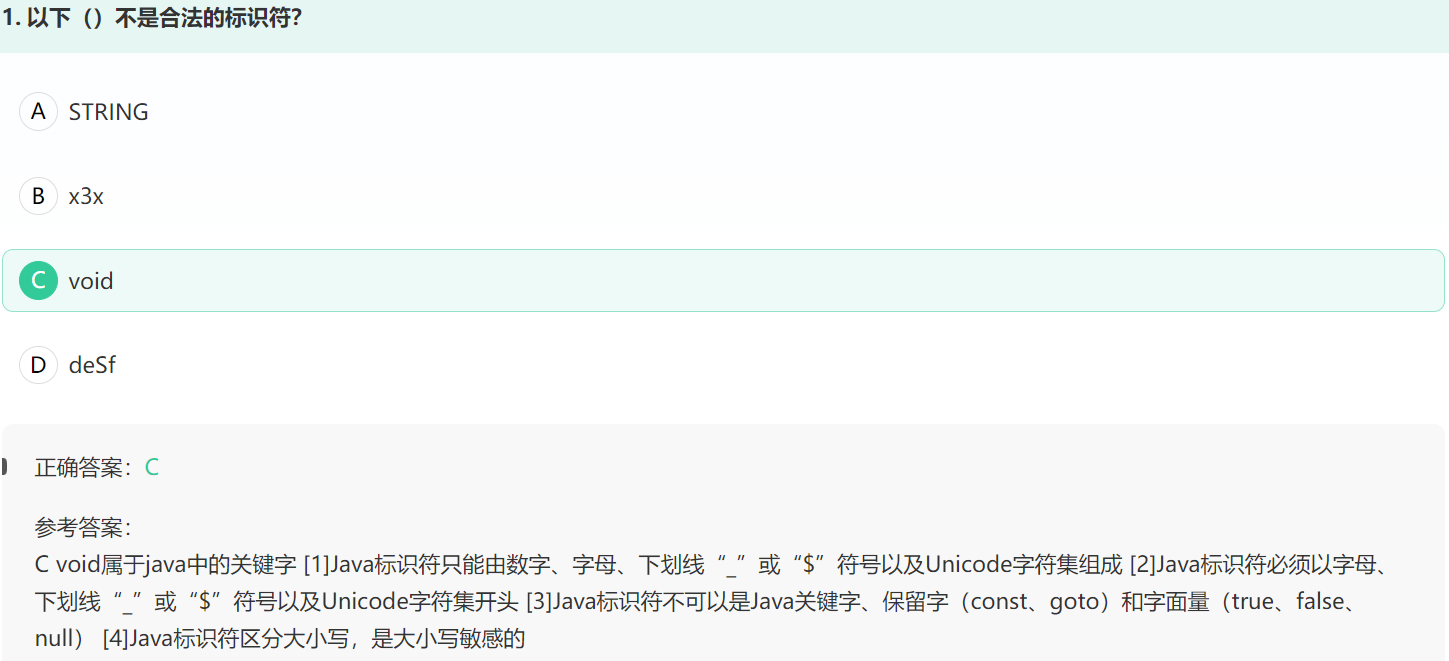 1. 以下（）不是合法的标识符?
A STRING
B x3x
C void
D deSf
正确答案：C
参考答案：
C void属于java中的关键字 [1]Java标识符只能由数字、字母、下划线“_”或“$”符号以及Unicode字符集组成 [2]Java标识符必须以字母、
下划线“_”或“$”符号以及Unicode字符集开头 [3]Java标识符不可以是Java关键字、保留字（const、goto）和字面量（true、false、
null） [4]Java标识符区分大小写，是大小写敏感的